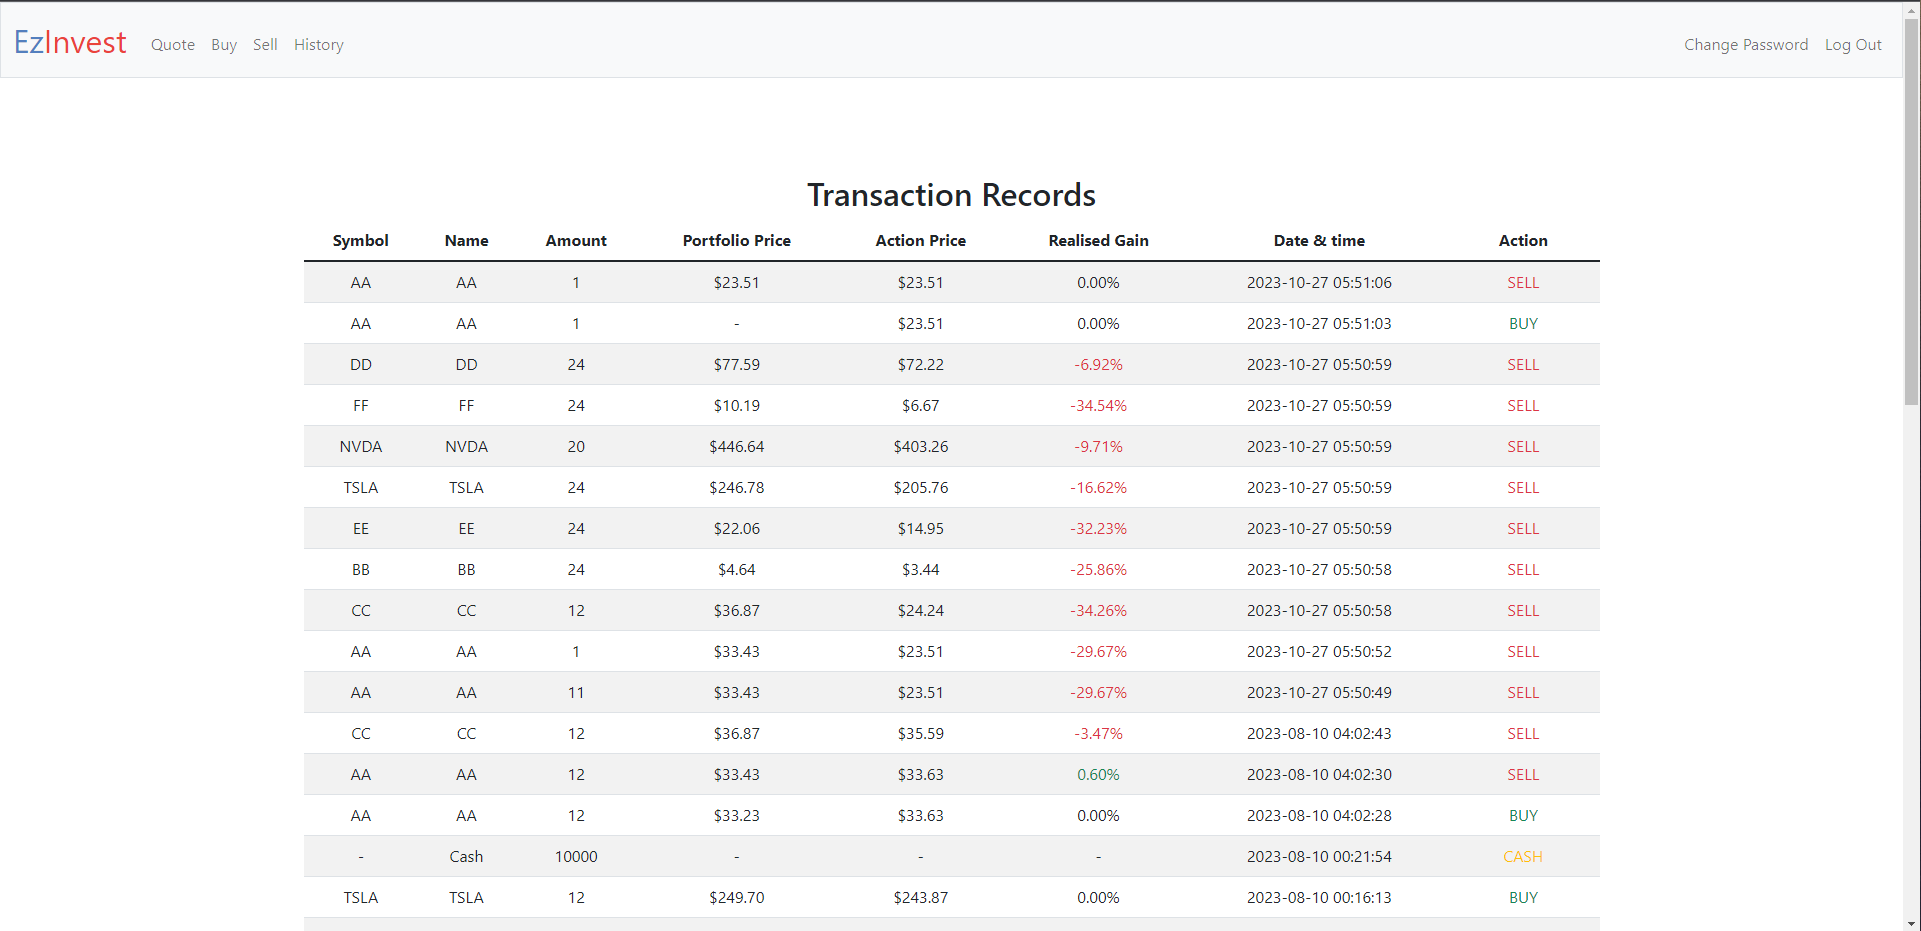 EzInvest Quote Buy Sell History Change Password Log Out
Transaction Records
Symbol Name Amount Portfolio Price Action Price Realised Gain Date & time Action
AA AA 1 $23.51 $23.51 0.00% 2023-10-27 05:51:06 SELL
AA AA 1 - $23.51 0.00% 2023-10-27 05:51:03 BUY
DD DD 24 $77.59 $72.22 -6.92% 2023-10-27 05:50:59 SELL
FF FF 24 $10.19 $6.67 -34.54% 2023-10-27 05:50:59 SELL
NVDA NVDA 20 $446.64 $403.26 -9.71% 2023-10-27 05:50:59 SELL
TSLA TSLA 24 $246.78 $205.76 -16.62% 2023-10-27 05:50:59 SELL
EE EE 24 $22.06 $14.95 -32.23% 2023-10-27 05:50:59 SELL
BB BB 24 $4.64 $3.44 -25.86% 2023-10-27 05:50:58 SELL
CC CC 12 $36.87 $24.24 -34.26% 2023-10-27 05:50:58 SELL
AA AA 1 $33.43 $23.51 -29.67% 2023-10-27 05:50:52 SELL
AA AA 11 $33.43 $23.51 -29.67% 2023-10-27 05:50:49 SELL
CC CC 12 $36.87 $35.59 -3.47% 2023-08-10 04:02:43 SELL
AA AA 12 $33.43 $33.63 0.60% 2023-08-10 04:02:30 SELL
AA AA 12 $33.23 $33.63 0.00% 2023-08-10 04:02:28 BUY
- Cash 10000 - - - 2023-08-10 00:21:54 CASH
TSLA TSLA 12 $249.70 $243.87 0.00% 2023-08-10 00:16:13 BUY